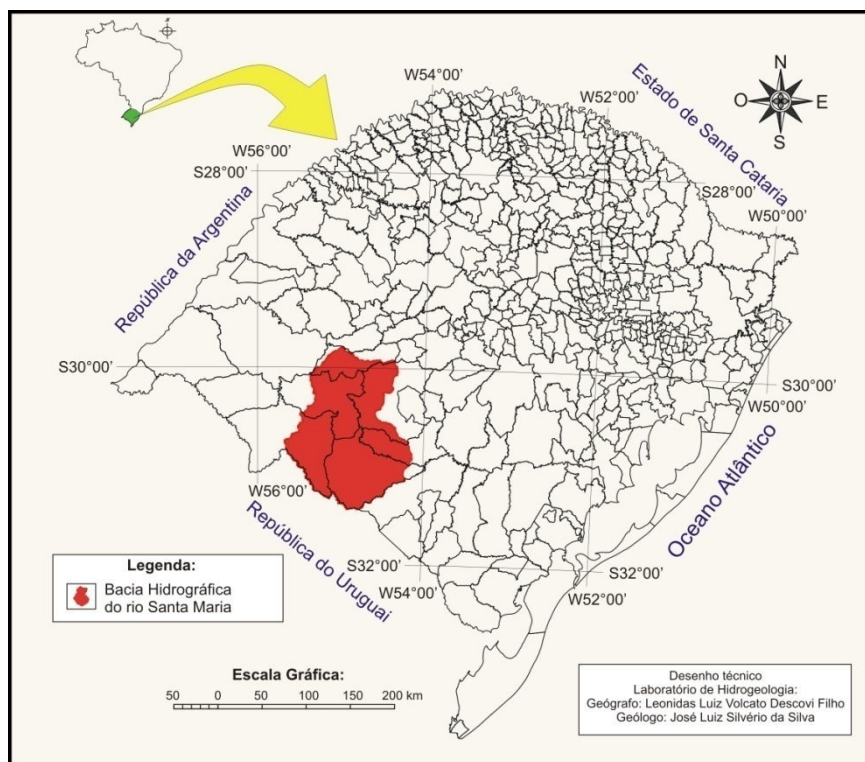 N
O
E
S
Estado de Santa Cataria
W54°00'
W52°00'
W56°00'
S28°00'
S28°00'
W50°00'
República da Argentina
S30°00'
S30°00'
W50°00'
Oceano Atlântico
W56°00'
República do Uruguai
S32°00'
S32°00'
W54°00'
W52°00'
Legenda:
Bacia Hidrográfica
do rio Santa Maria
Escala Gráfica:
50 0 50 100 150 200 km
Desenho técnico
Laboratório de Hidrogeologia:
Geógrafo: Leonidas Luiz Volcato Descovi Filho
Geólogo: José Luiz Silvério da Silva